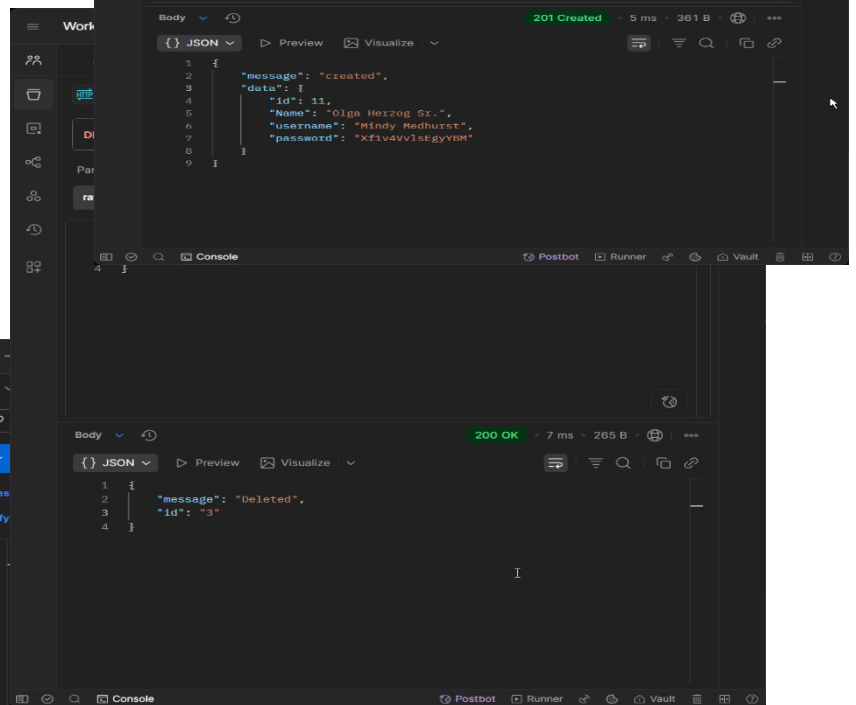 Work
Body 201 Created 5 ms 361 B
{ } JSON Preview Visualize
1 {
2 "message": "created",
3 "data": {
4 "id": 11,
5 "Name": "Olga Herzog Sr.",
6 "username": "Mindy Medhurst",
7 "password": "Xf1v4VvlsEgyYBM"
8 }
9 }
HTTP
Console Postbot Runner Vault
4 }
Body 200 OK 7 ms 265 B
{ } JSON Preview Visualize
1 {
2 "message": "Deleted",
3 "id": "3"
4 }
Console Postbot Runner Vault